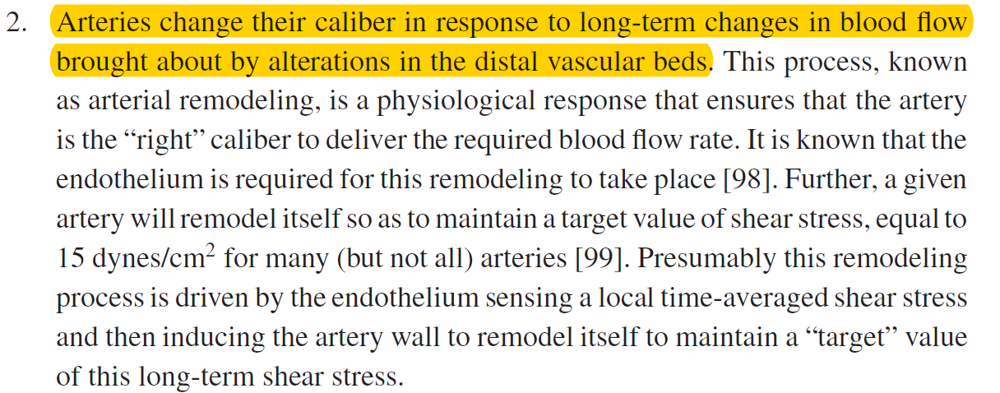 2. Arteries change their caliber in response to long-term changes in blood flow
brought about by alterations in the distal vascular beds. This process, known
as arterial remodeling, is a physiological response that ensures that the artery
is the “right” caliber to deliver the required blood flow rate. It is known that the
endothelium is required for this remodeling to take place [98]. Further, a given
artery will remodel itself so as to maintain a target value of shear stress, equal to
15 dynes/cm² for many (but not all) arteries [99]. Presumably this remodeling
process is driven by the endothelium sensing a local time-averaged shear stress
and then inducing the artery wall to remodel itself to maintain a “target” value
of this long-term shear stress.